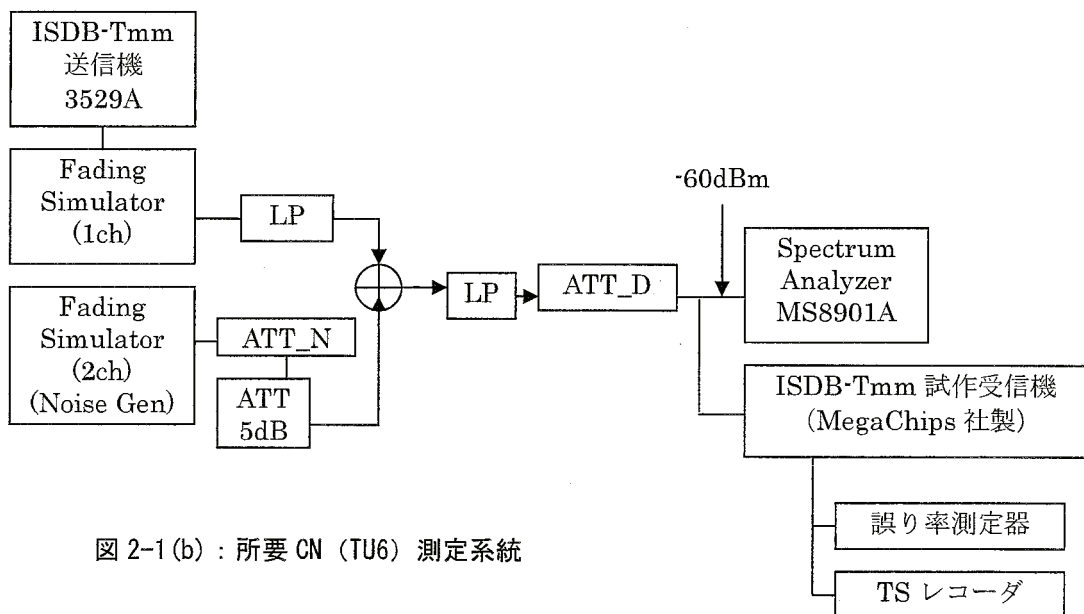 ISDB-Tmm
送信機
3529A
Fading
Simulator
(1ch)
LP
Fading
Simulator
(2ch)
(Noise Gen)
ATT_N
ATT
5dB
LP
ATT_D
-60dBm
Spectrum
Analyzer
MS8901A
ISDB-Tmm 試作受信機
(MegaChips 社製)
誤り率測定器
TS レコーダ
図 2-1(b)：所要 CN (TU6) 測定系統